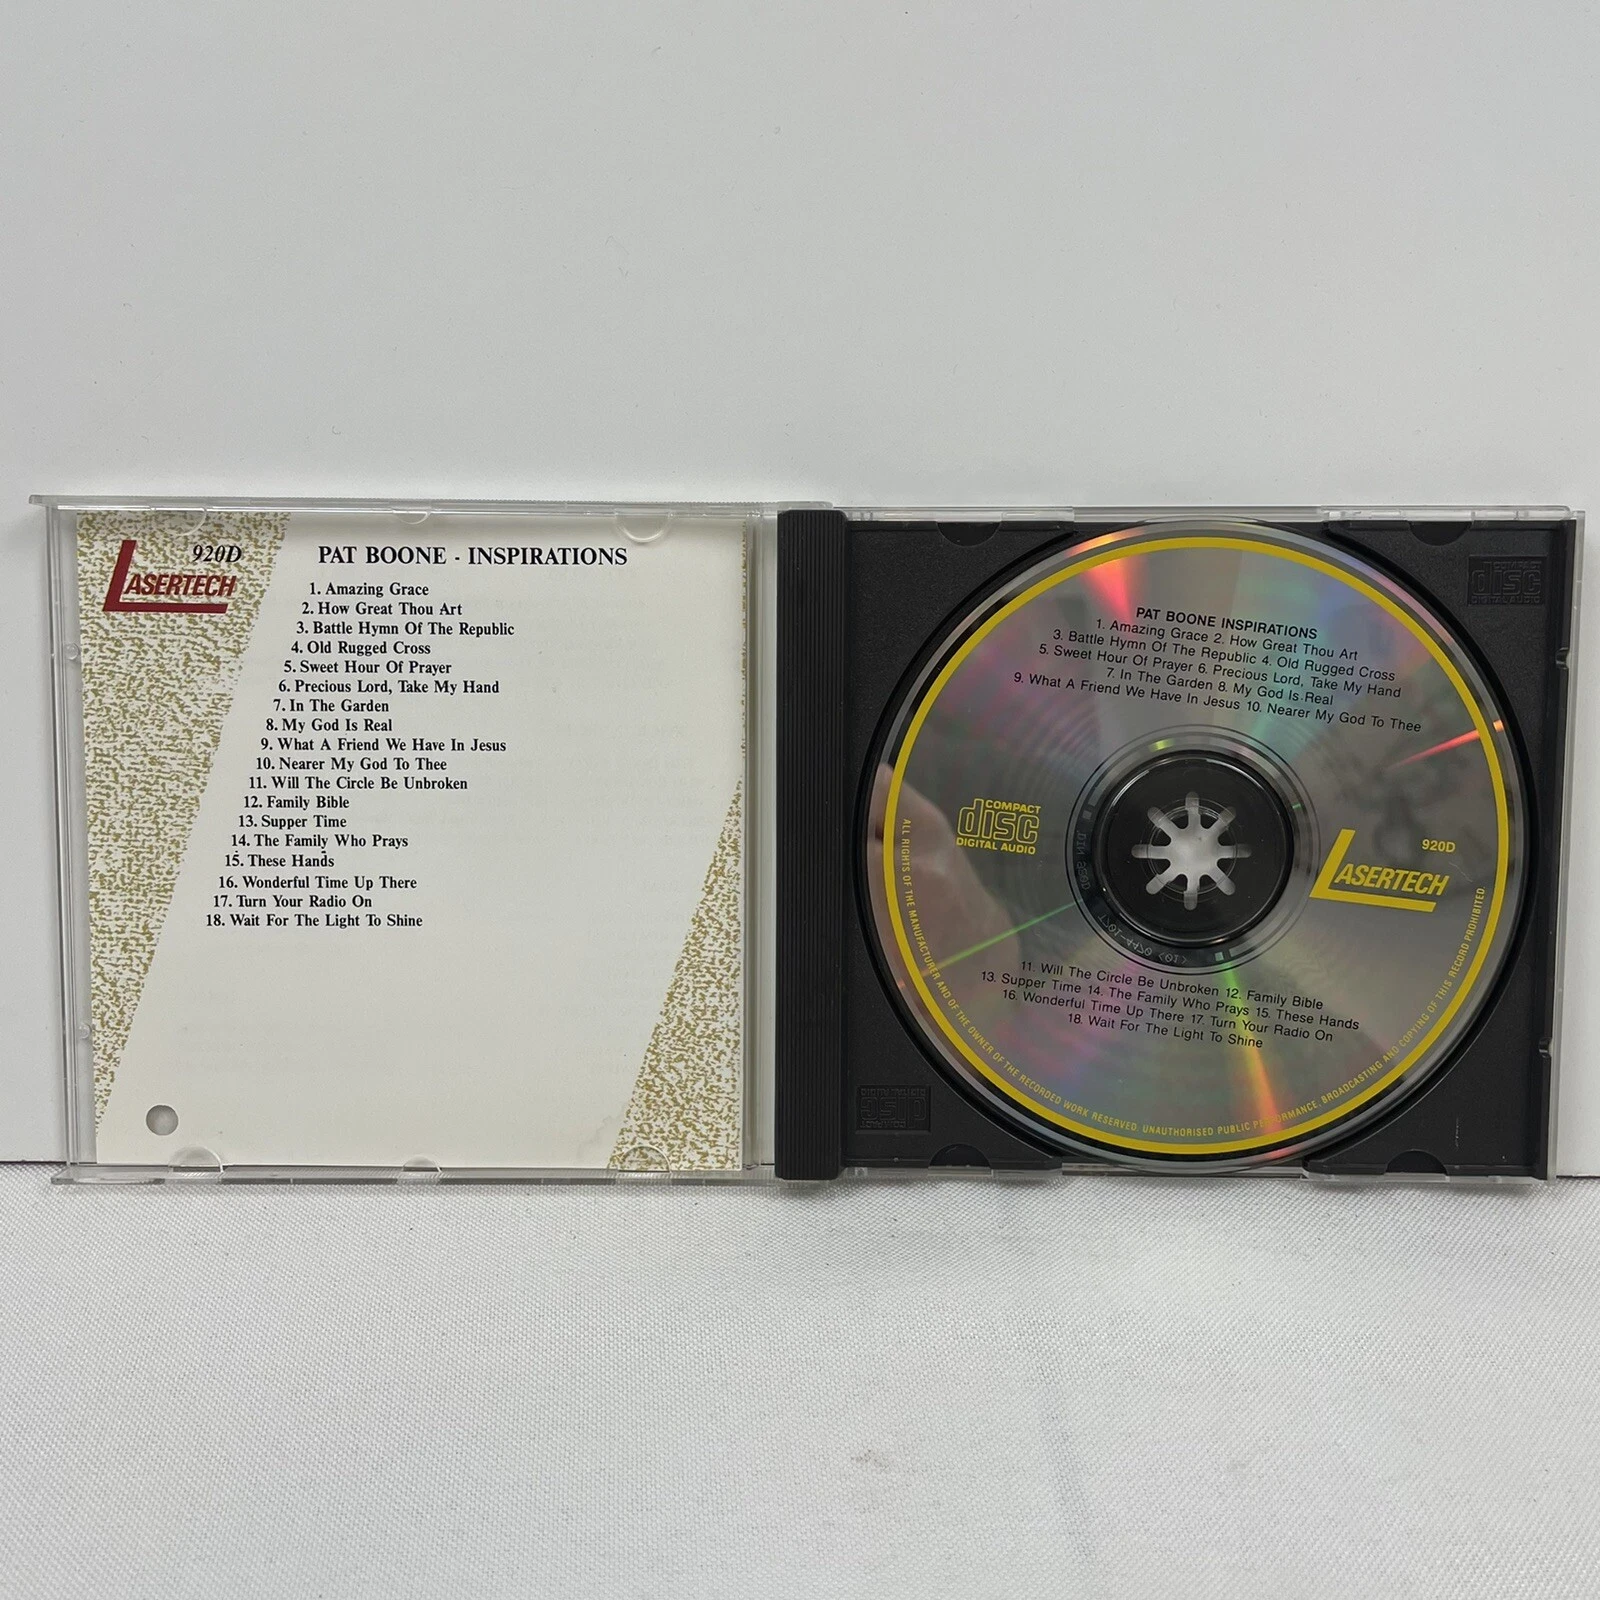 920D
LASERTECH
PAT BOONE - INSPIRATIONS
1. Amazing Grace
2. How Great Thou Art
3. Battle Hymn Of The Republic
4. Old Rugged Cross
5. Sweet Hour Of Prayer
6. Precious Lord, Take My Hand
7. In The Garden
8. My God Is Real
9. What A Friend We Have In Jesus
10. Nearer My God To Thee
11. Will The Circle Be Unbroken
12. Family Bible
13. Supper Time
14. The Family Who Prays
15. These Hands
16. Wonderful Time Up There
17. Turn Your Radio On
18. Wait For The Light To Shine
PAT BOONE INSPIRATIONS
1. Amazing Grace 2. How Great Thou Art
3. Battle Hymn Of The Republic 4. Old Rugged Cross
5. Sweet Hour Of Prayer 6. Precious Lord, Take My Hand
7. In The Garden 8. My God Is Real
9. What A Friend We Have In Jesus 10. Nearer My God To Thee
COMPACT
disc
DIGITAL AUDIO
920D
LASERTECH
11. Will The Circle Be Unbroken 12. Family Bible
13. Supper Time 14. The Family Who Prays 15. These Hands
16. Wonderful Time Up There 17. Turn Your Radio On
18. Wait For The Light To Shine
ALL RIGHTS OF THE MANUFACTURER AND OF THE OWNER OF THE RECORDED WORK RESERVED. UNAUTHORISED PUBLIC PERFORMANCE, BROADCASTING AND COPYING OF THIS RECORD PROHIBITED.
disc
DIGITAL AUDIO
COMPACT
disc
DIGITAL AUDIO